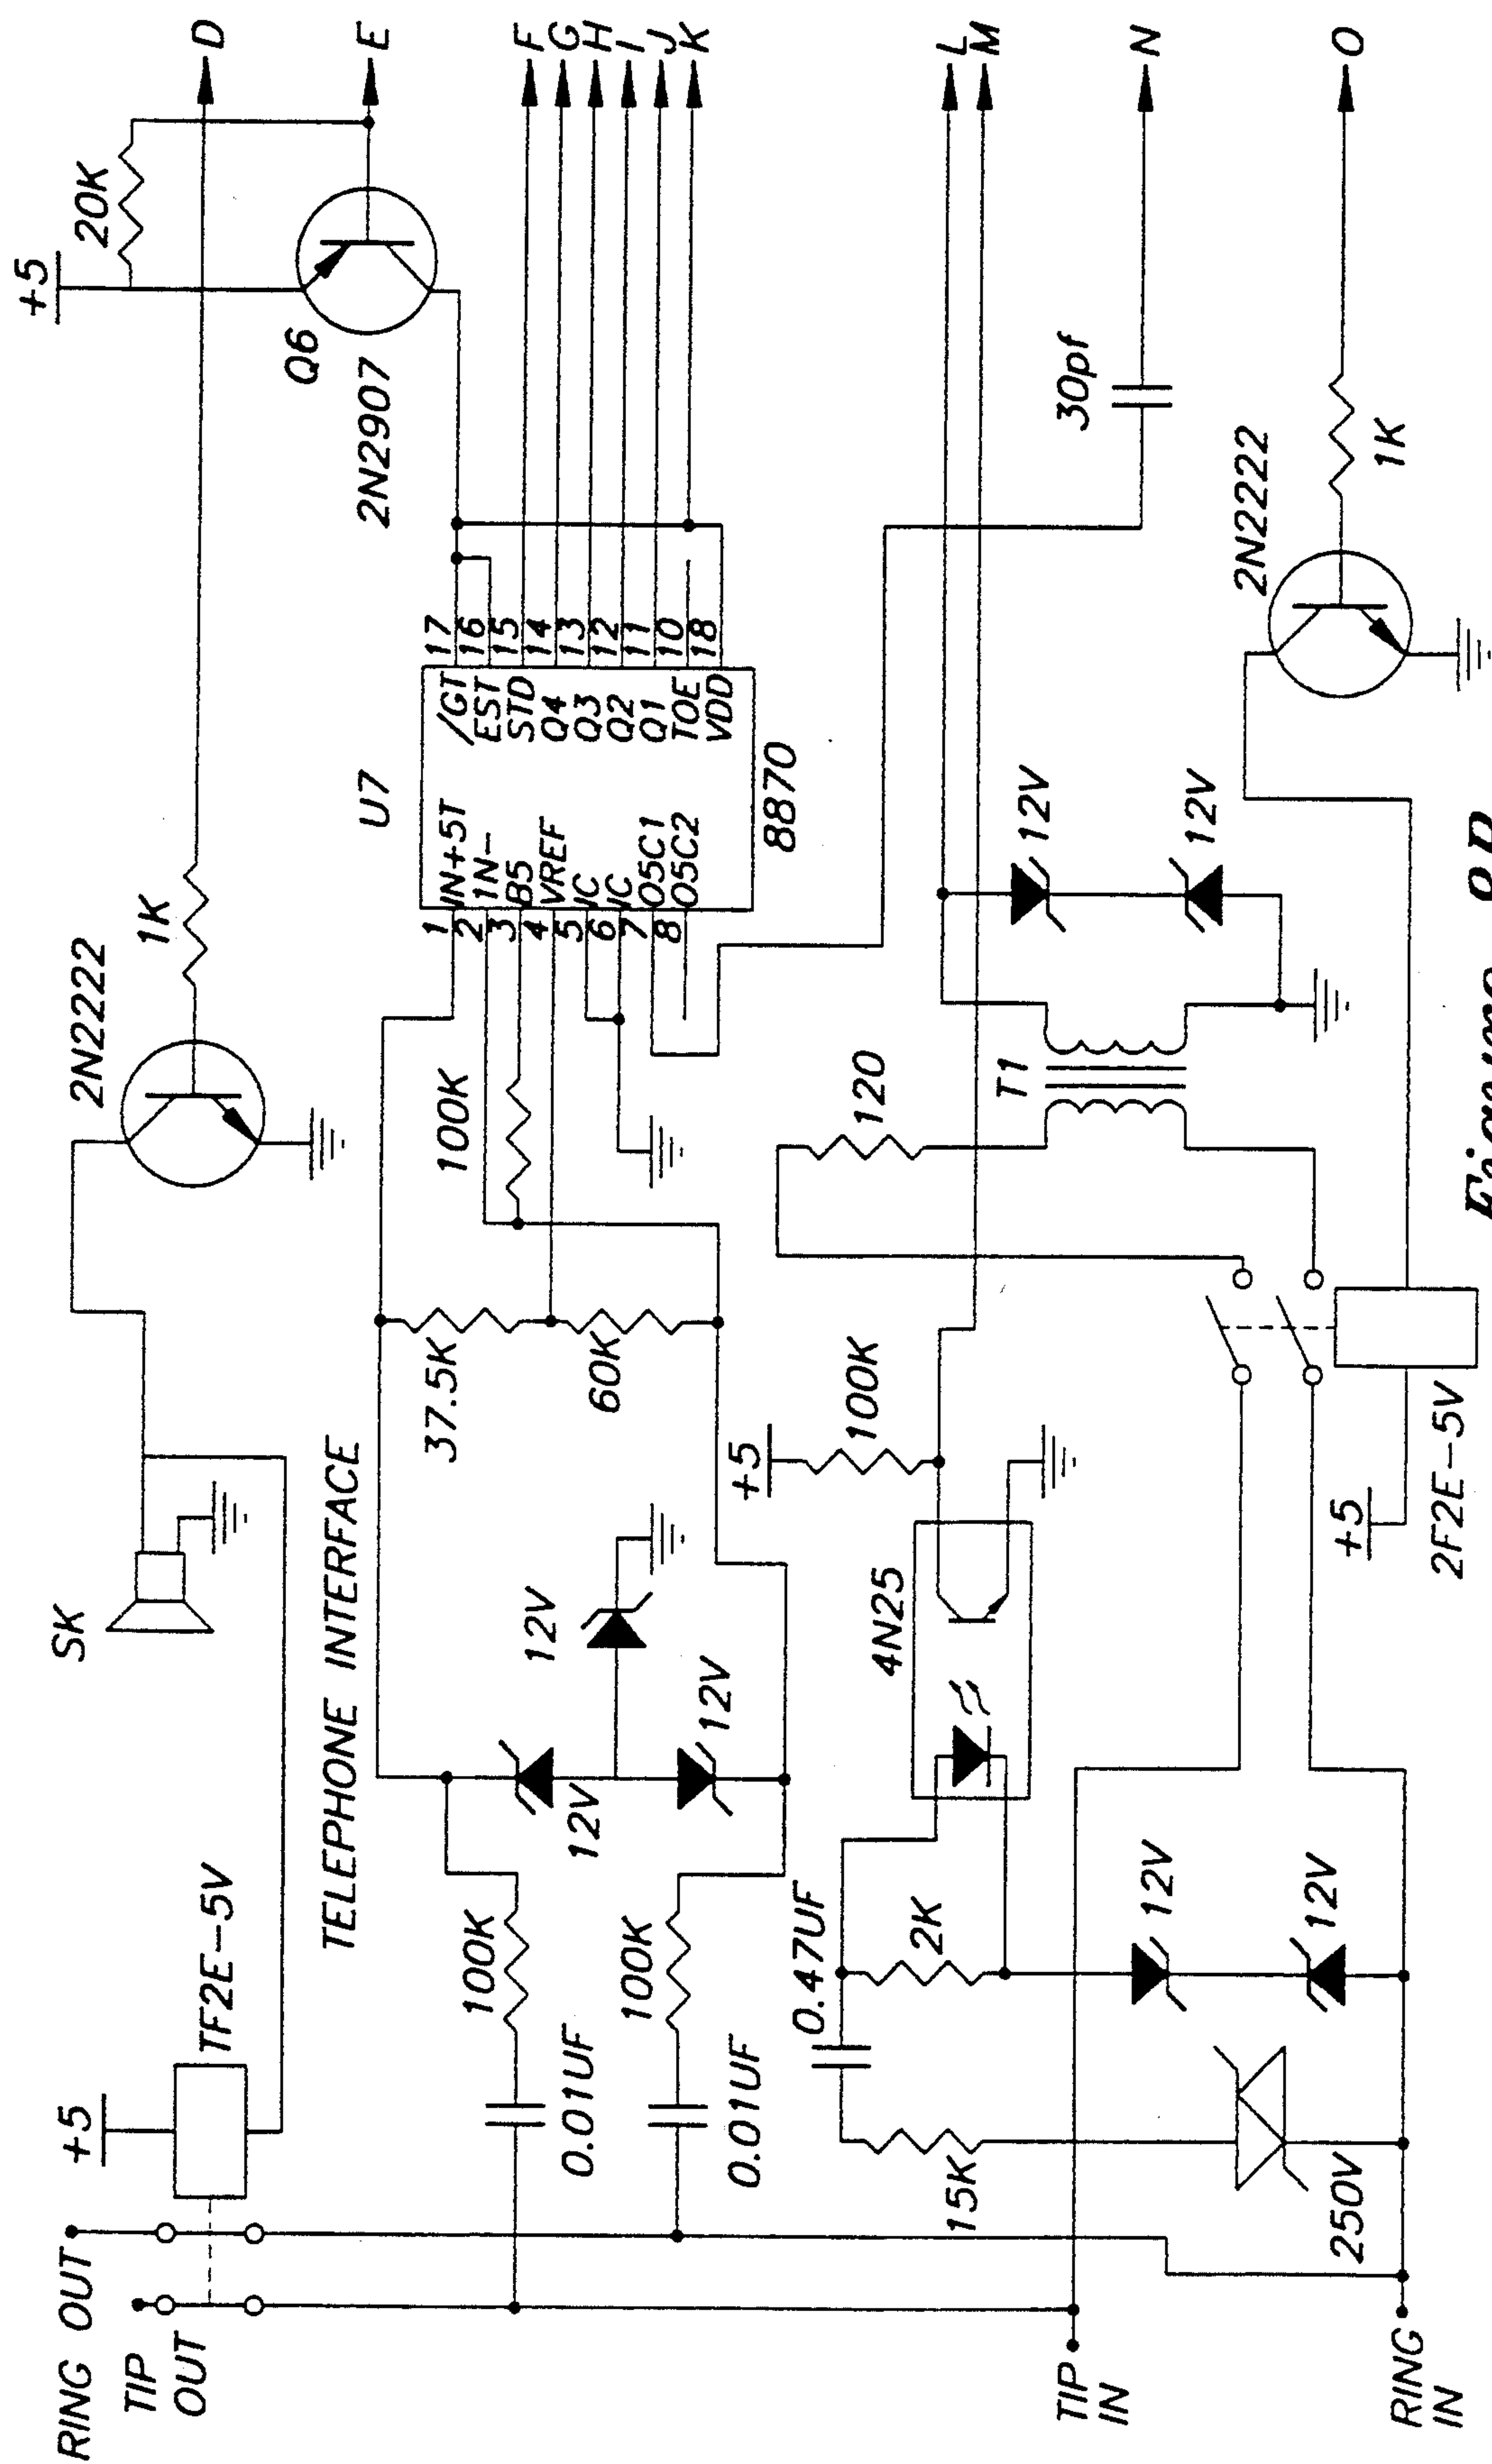 RING OUT
TIP
OUT
+5
TF2E-5V
SK
2N2222
1K
D
+5
20K
Q6
2N2907
E
TELEPHONE INTERFACE
0.01UF
100K
0.01UF
100K
12V
12V
12V
37.5K
60K
100K
U7
1 IN+5T
2 1N-
3 B5
4 VREF
5 IC
6 IC
7 O5C1
8 O5C2
/GT 17
EST 16
STD 15
Q4 14
Q3 13
Q2 12
Q1 11
TOE 10
VDD 18
8870
F
G
H
I
J
K
L
M
N
O
15K
0.47UF
2K
4N25
+5
100K
120
T1
12V
12V
30pf
250V
12V
12V
TIP
IN
RING
IN
+5
2F2E-5V
2N2222
1K